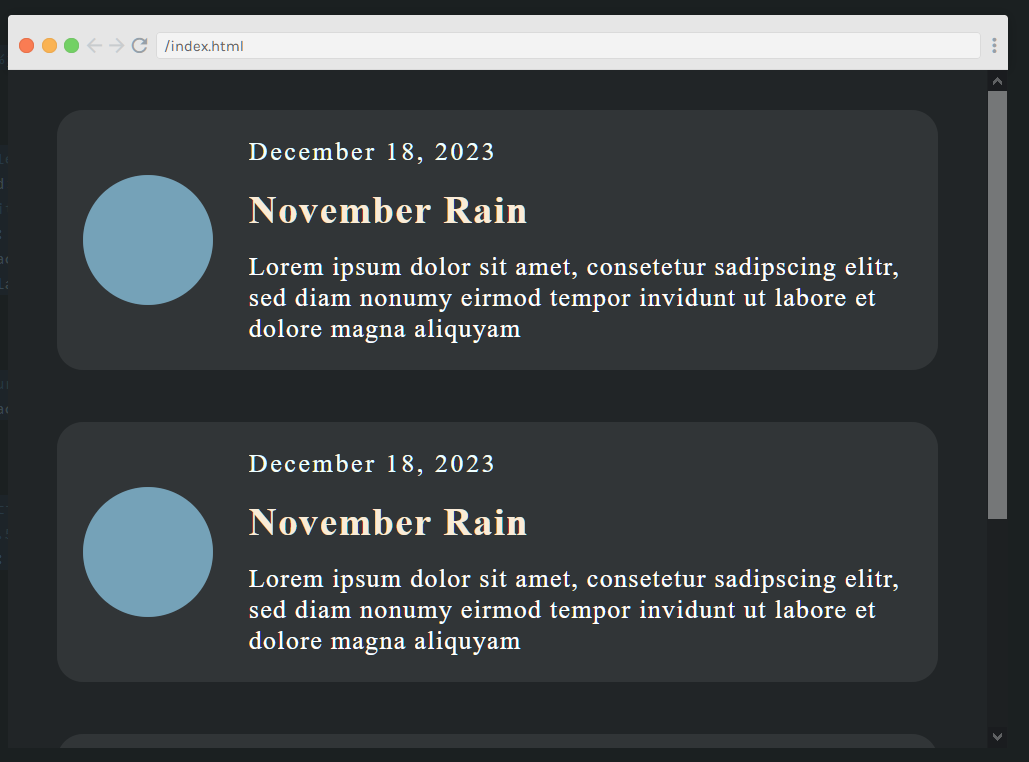 /index.html
December 18, 2023
November Rain
Lorem ipsum dolor sit amet, consetetur sadipscing elitr,
sed diam nonumy eirmod tempor invidunt ut labore et
dolore magna aliquyam
December 18, 2023
November Rain
Lorem ipsum dolor sit amet, consetetur sadipscing elitr,
sed diam nonumy eirmod tempor invidunt ut labore et
dolore magna aliquyam